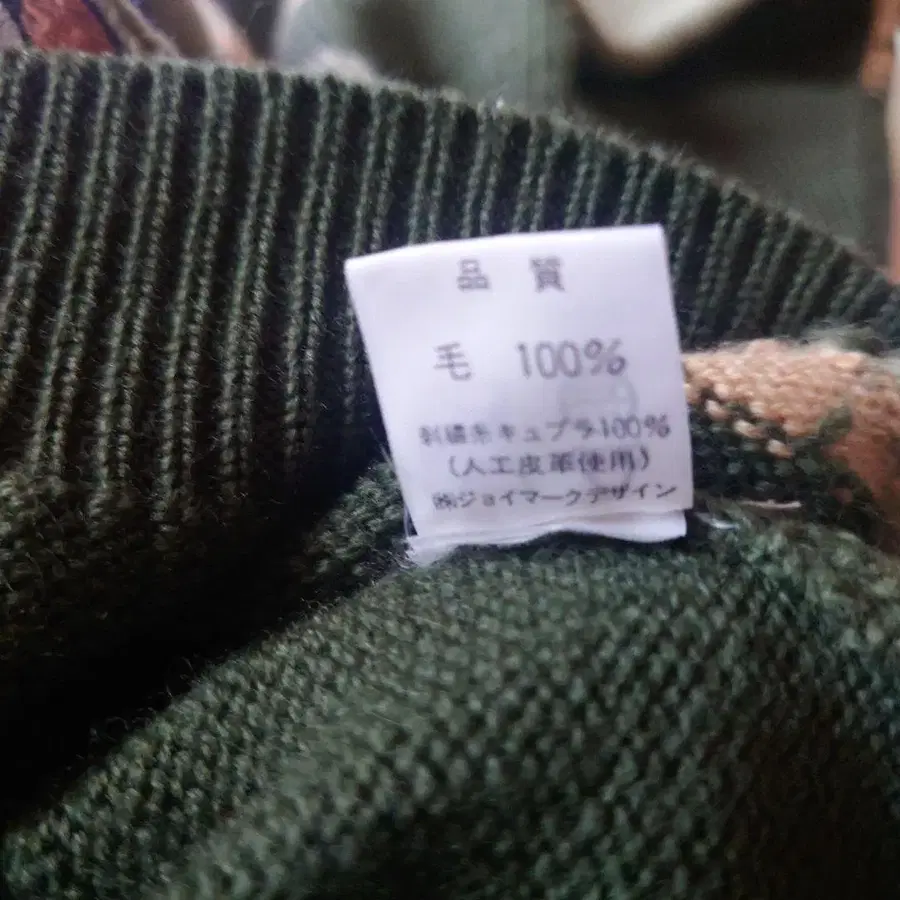 品質
毛 100%
刺繍糸キュプラ100%
(人工皮革使用)
㈱ジョイマークデザイン